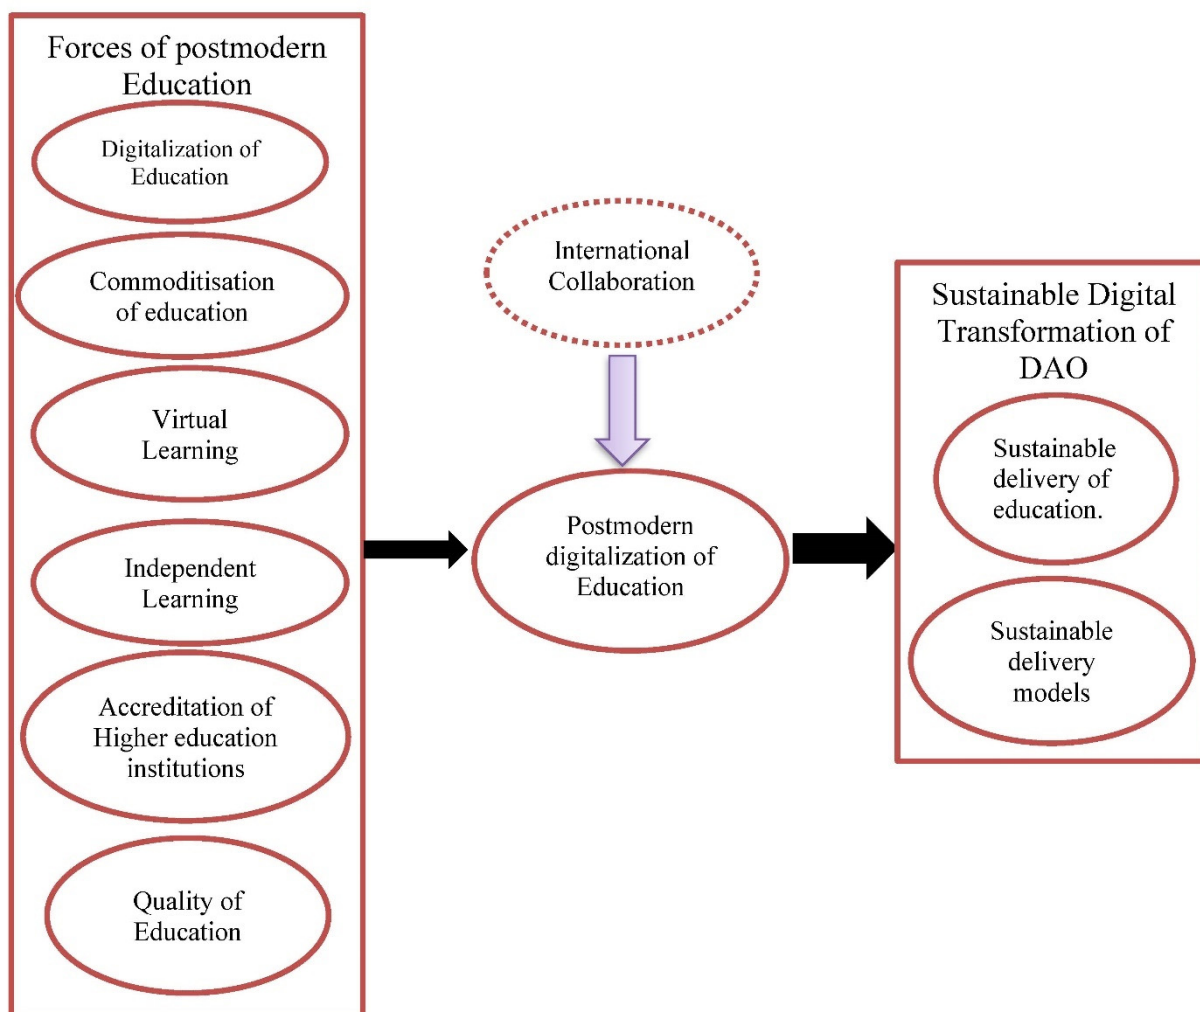 Forces of postmodern
Education
Digitalization of
Education
Commoditisation
of education
Virtual
Learning
Independent
Learning
Accreditation of
Higher education
institutions
Quality of
Education
International
Collaboration
Postmodern
digitalization of
Education
Sustainable Digital
Transformation of
DAO
Sustainable
delivery of
education.
Sustainable
delivery
models